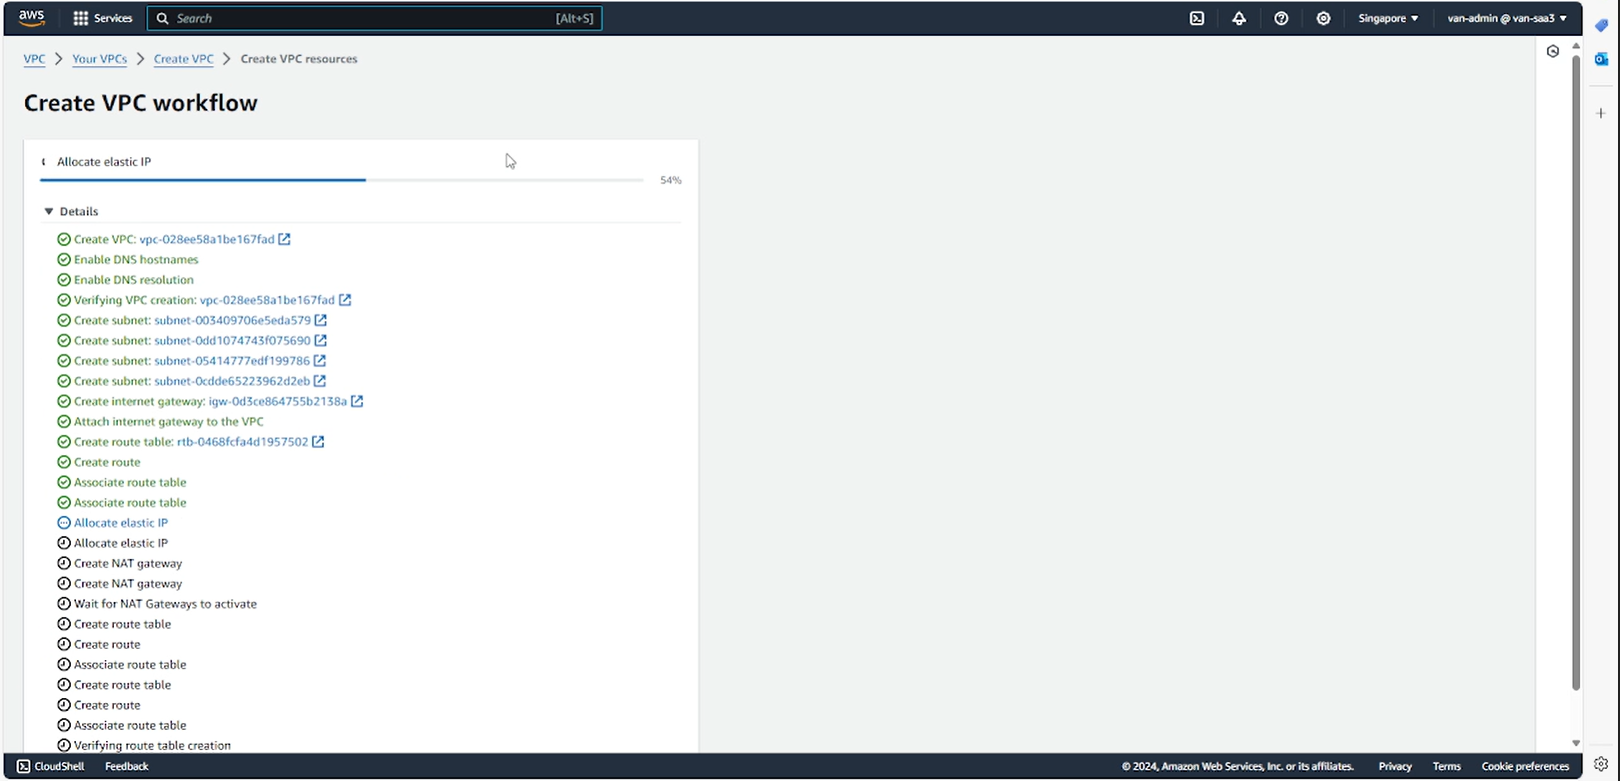 aws Services Search [Alt+S] Singapore van-admin @ van-saa3
VPC Your VPCs Create VPC Create VPC resources
Create VPC workflow
Allocate elastic IP
54%
Details
Create VPC: vpc-028ee58a1be167fad
Enable DNS hostnames
Enable DNS resolution
Verifying VPC creation: vpc-028ee58a1be167fad
Create subnet: subnet-003409706e5eda579
Create subnet: subnet-0dd1074743f075690
Create subnet: subnet-05414777edf199786
Create subnet: subnet-0cdde65223962d2eb
Create internet gateway: igw-0d3ce864755b2138a
Attach internet gateway to the VPC
Create route table: rtb-0468fcfa4d1957502
Create route
Associate route table
Associate route table
Allocate elastic IP
Allocate elastic IP
Create NAT gateway
Create NAT gateway
Wait for NAT Gateways to activate
Create route table
Create route
Associate route table
Create route table
Create route
Associate route table
Verifying route table creation
CloudShell Feedback © 2024, Amazon Web Services, Inc. or its affiliates. Privacy Terms Cookie preferences